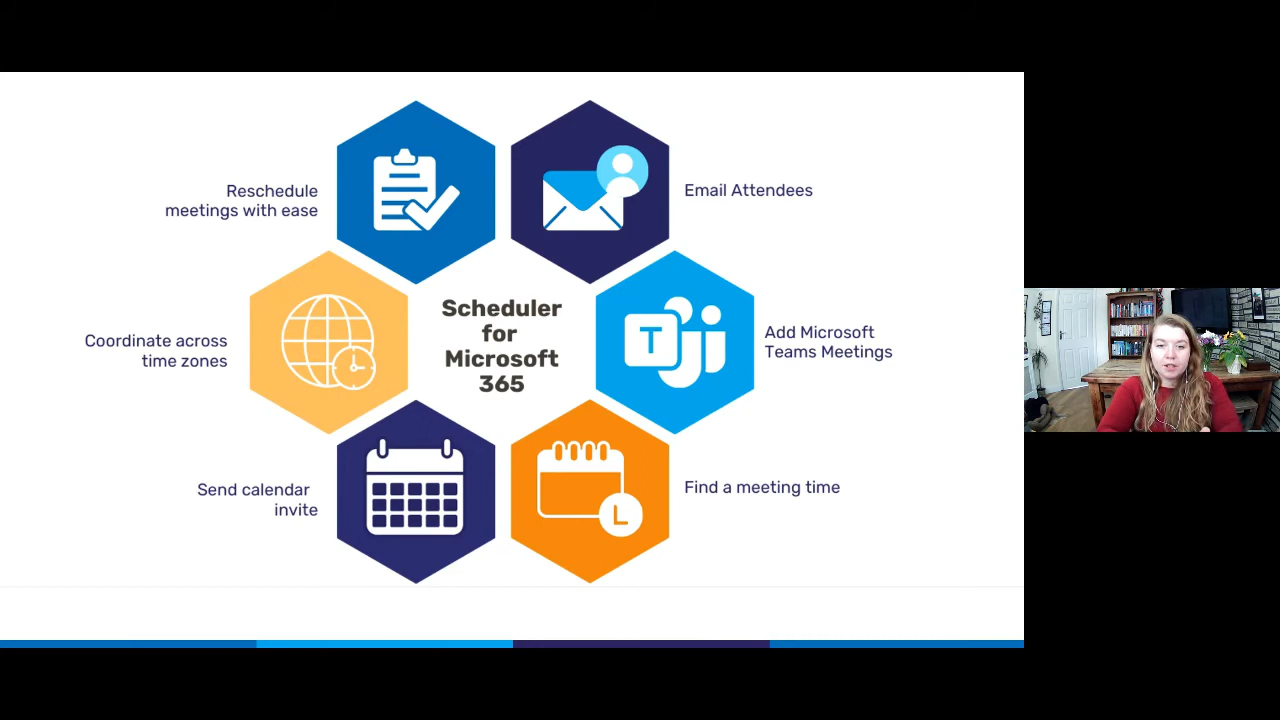 Reschedule
meetings with ease
Email Attendees
Scheduler
for
Microsoft
365
Coordinate across
time zones
T
Add Microsoft
Teams Meetings
Send calendar
invite
Find a meeting time